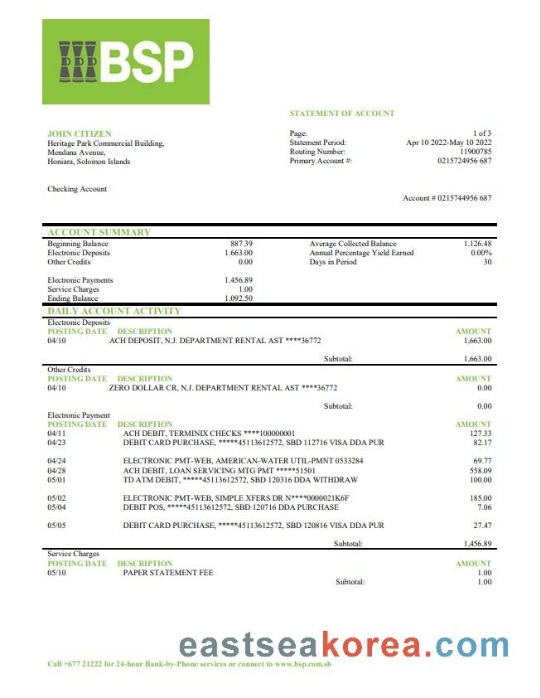 BSP
STATEMENT OF ACCOUNT
JOHN CITIZEN
Heritage Park Commercial Building,
Mendana Avenue,
Honiara, Solomon Islands
Page: 1 of 3
Statement Period: Apr 10 2022-May 10 2022
Routing Number: 11900785
Primary Account #: 0215724956 687
Checking Account
Account # 0215744956 687
ACCOUNT SUMMARY
Beginning Balance 887.39 Average Collected Balance 1.126.48
Electronic Deposits 1.663.00 Annual Percentage Yield Earned 0.00%
Other Credits 0.00 Days in Period 30
Electronic Payments 1.456.89
Service Charges 1.00
Ending Balance 1.092.50
DAILY ACCOUNT ACTIVITY
Electronic Deposits
POSTING DATE DESCRIPTION AMOUNT
04/10 ACH DEPOSIT, N.J. DEPARTMENT RENTAL AST ****36772 1,663.00
Subtotal: 1,663.00
Other Credits
POSTING DATE DESCRIPTION AMOUNT
04/10 ZERO DOLLAR CR, N.J. DEPARTMENT RENTAL AST ****36772 0.00
Subtotal: 0.00
Electronic Payment
POSTING DATE DESCRIPTION AMOUNT
04/11 ACH DEBIT, TERMINIX CHECKS ****100000001 127.33
04/23 DEBIT CARD PURCHASE, *****45113612572, SBD 112716 VISA DDA PUR 82.17
04/24 ELECTRONIC PMT-WEB, AMERICAN-WATER UTIL-PMNT 0533284 69.77
04/28 ACH DEBIT, LOAN SERVICING MTG PMT *****51501 558.09
05/01 TD ATM DEBIT, *****45113612572, SBD 120316 DDA WITHDRAW 100.00
05/02 ELECTRONIC PMT-WEB, SIMPLE XFERS DR N****0000021K6F 185.00
05/04 DEBIT POS, *****45113612572, SBD 120716 DDA PURCHASE 7.06
05/05 DEBIT CARD PURCHASE, *****45113612572, SBD 120816 VISA DDA PUR 27.47
Subtotal: 1,456.89
Service Charges
POSTING DATE DESCRIPTION AMOUNT
05/10 PAPER STATEMENT FEE 1.00
Subtotal: 1.00
eastseakorea.com
Call +677 21222 for 24-hour Bank-by-Phone services or connect to www.bsp.com.sb